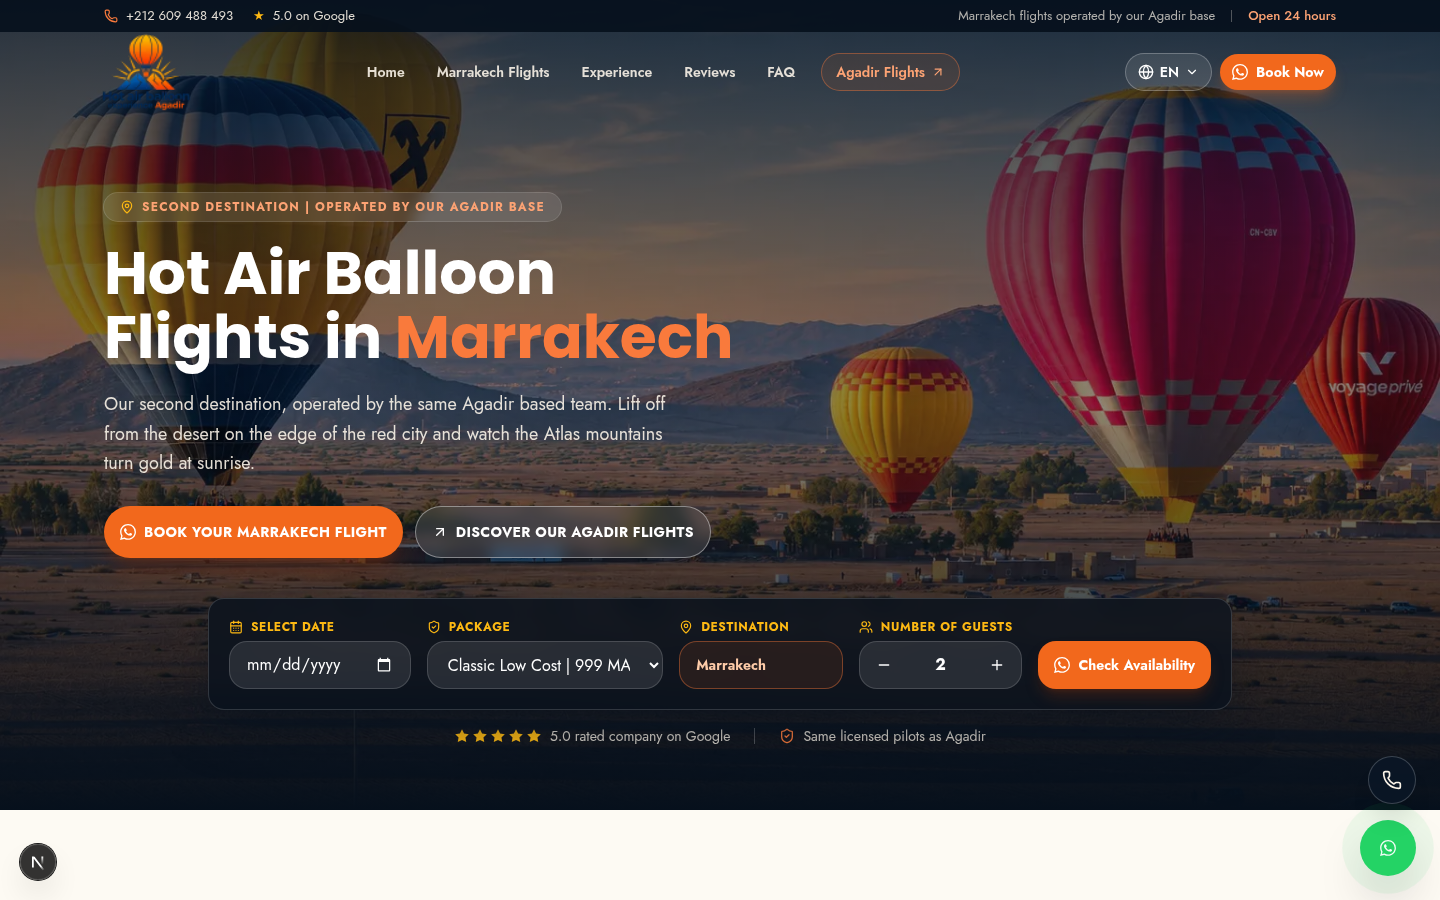 +212 609 488 493
★ 5.0 on Google
Marrakech flights operated by our Agadir base
Open 24 hours
Agadir
Home
Marrakech Flights
Experience
Reviews
FAQ
Agadir Flights
EN
Book Now
CN-CBY
voyage privé
SECOND DESTINATION | OPERATED BY OUR AGADIR BASE
Hot Air Balloon
Flights in Marrakech
Our second destination, operated by the same Agadir based team. Lift off
from the desert on the edge of the red city and watch the Atlas mountains
turn gold at sunrise.
BOOK YOUR MARRAKECH FLIGHT
DISCOVER OUR AGADIR FLIGHTS
SELECT DATE
mm/dd/yyyy
PACKAGE
Classic Low Cost | 999 MA
DESTINATION
Marrakech
NUMBER OF GUESTS
2
Check Availability
5.0 rated company on Google
Same licensed pilots as Agadir